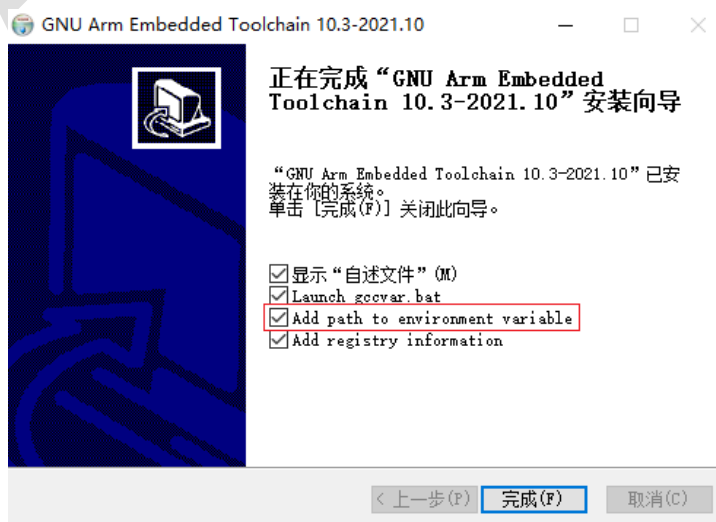 GNU Arm Embedded Toolchain 10.3-2021.10
正在完成“GNU Arm Embedded
Toolchain 10.3-2021.10”安装向导
“GNU Arm Embedded Toolchain 10.3-2021.10”已安
装在你的系统。
单击 [完成(F)] 关闭此向导。
显示“自述文件”(M)
Launch gccvar.bat
Add path to environment variable
Add registry information
< 上一步(P)
完成(F)
取消(C)